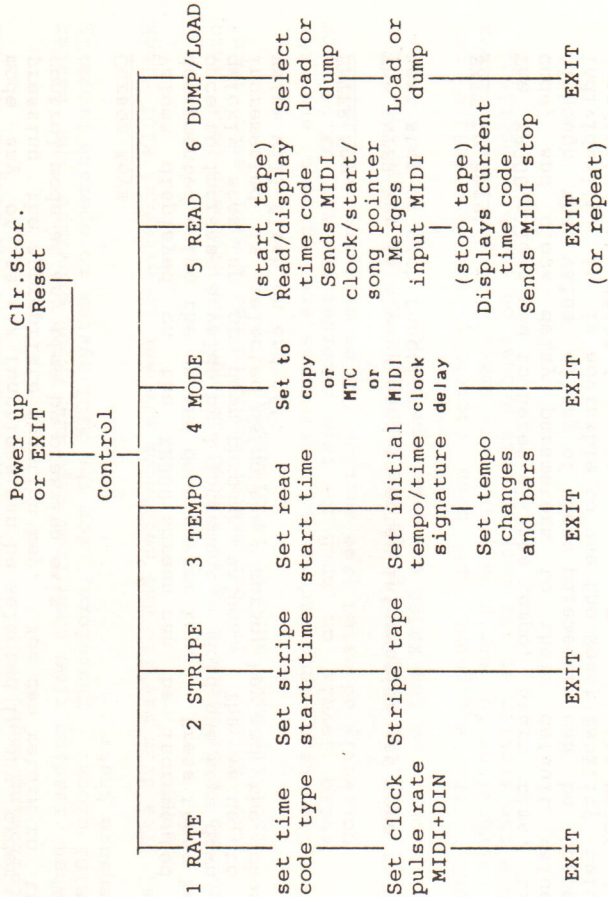 Power up Clr.Stor.
or EXIT Reset
Control
1 RATE
set time
code type
Set clock
pulse rate
MIDI+DIN
EXIT
2 STRIPE
Set stripe
start time
Stripe tape
EXIT
3 TEMPO
Set read
start time
Set initial
tempo/time
signature
Set tempo
changes
and bars
EXIT
4 MODE
Set to
copy
or
MTC
or
MIDI
clock
delay
EXIT
5 READ
(start tape)
Read/display
time code
Sends MIDI
clock/start/
song pointer
Merges
input MIDI
(stop tape)
Displays current
time code
Sends MIDI stop
EXIT
(or repeat)
6 DUMP/LOAD
Select
load or
dump
Load or
dump
EXIT